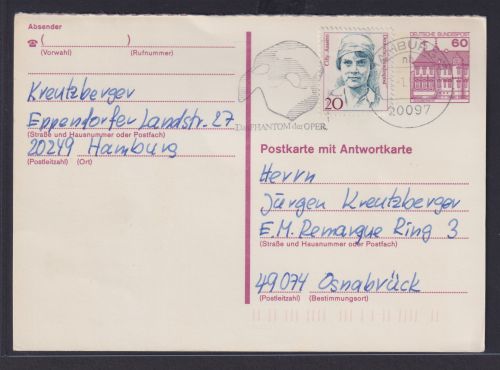 Absender
☎ ( )
(Vorwahl) (Rufnummer)
Kreutzberger
Eppendorfer Landstr. 27
(Straße und Hausnummer oder Postfach)
20249 Hamburg
(Postleitzahl) (Ort)
Das PHANTOM der OPER.
20
Cilly Aussem
Deutsche Bundespost
20097
DEUTSCHE BUNDESPOST
60
Postkarte mit Antwortkarte
Herrn
Jürgen Kreutzberger
E.M. Remarque Ring 3
(Straße und Hausnummer oder Postfach)
49074 Osnabrück
(Postleitzahl) (Bestimmungsort)